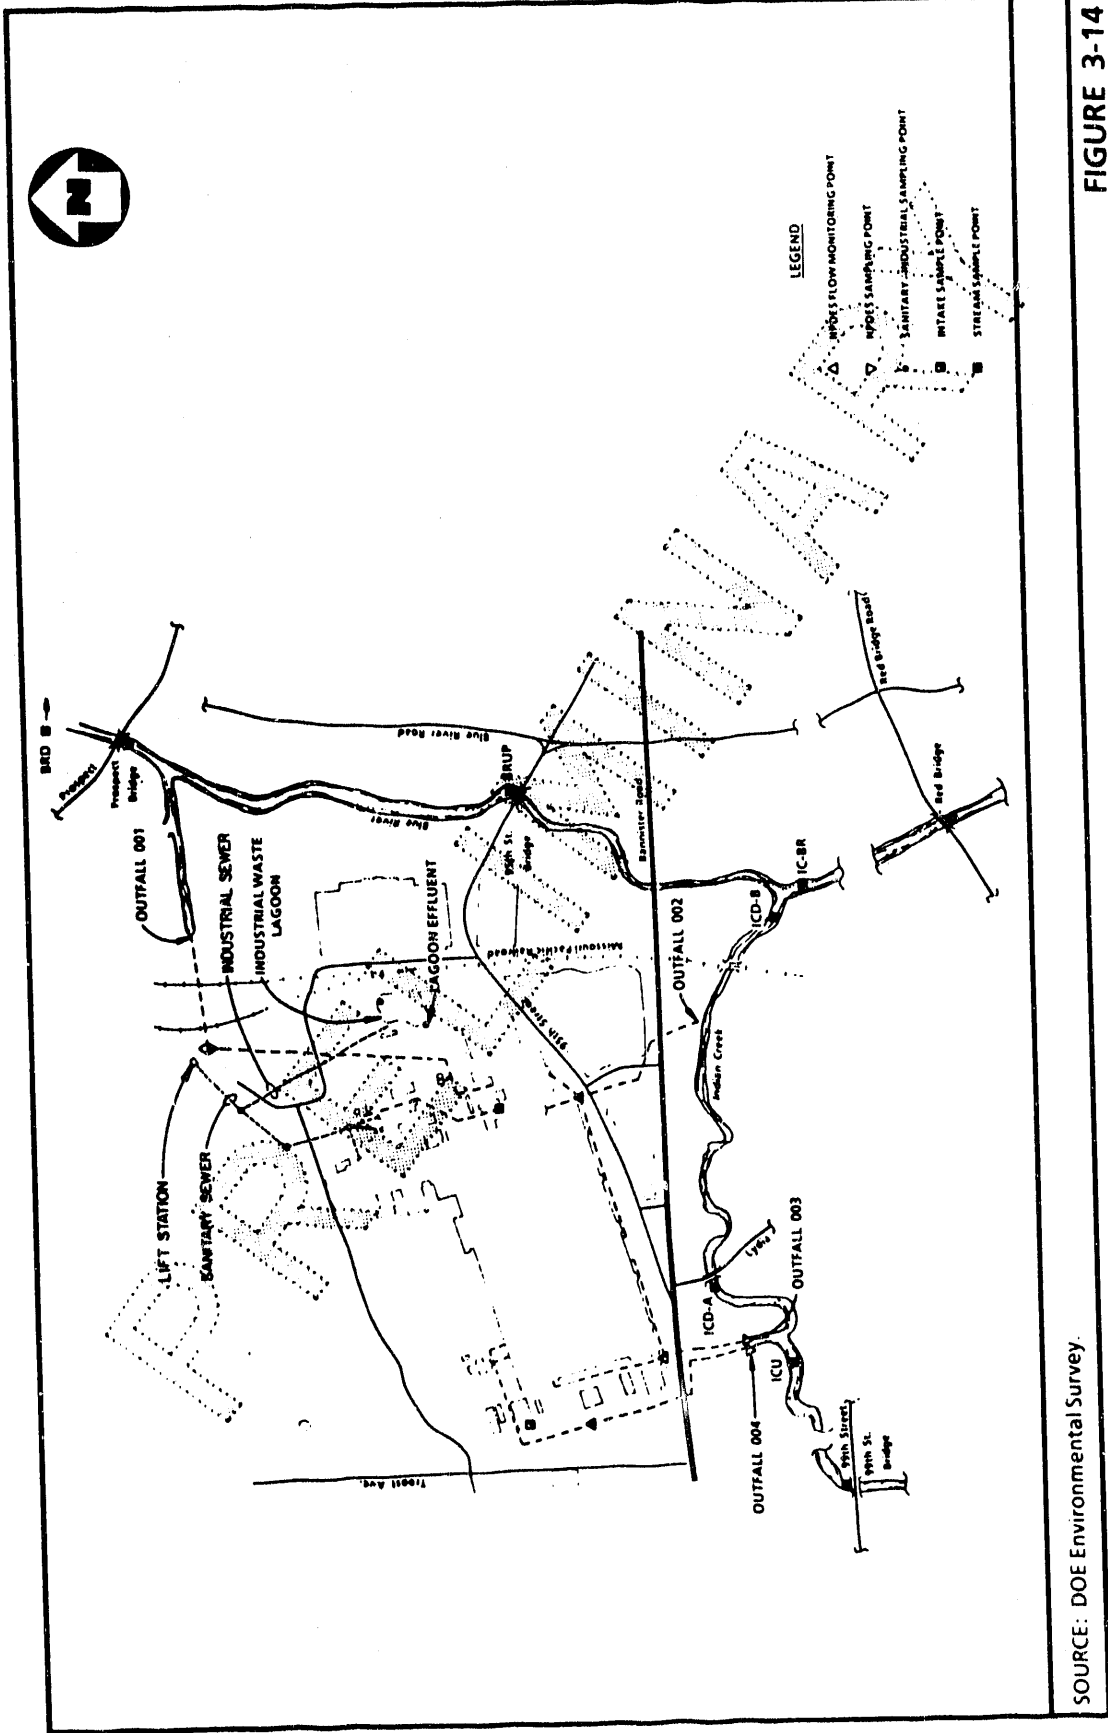 N
BRD B
Prospect
Prospect
Bridge
OUTFALL 001
LIFT STATION
SANITARY SEWER
INDUSTRIAL SEWER
INDUSTRIAL WASTE
LAGOON
LAGOON EFFLUENT
Blue River
Blue River Road
BRUP
95th St.
Bridge
95th Street
Missouri Pacific Railroad
Bannister Road
Troost Ave.
OUTFALL 002
Indian Creek
ICD-B
IC-BR
Red Bridge Road
Red Bridge
Lydia
ICD-A
OUTFALL 003
ICU
OUTFALL 004
99th Street
99th St.
Bridge
LEGEND
NPDES FLOW MONITORING POINT
NPDES SAMPLING POINT
SANITARY-INDUSTRIAL SAMPLING POINT
INTAKE SAMPLE POINT
STREAM SAMPLE POINT
PRELIMINARY
SOURCE: DOE Environmental Survey
FIGURE 3-14